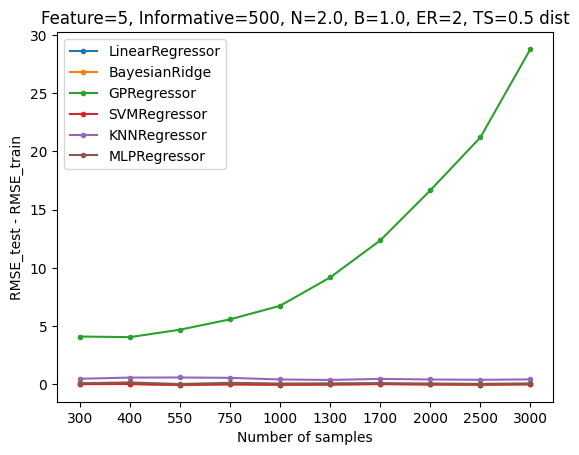 Feature=5, Informative=500, N=2.0, B=1.0, ER=2, TS=0.5 dist
30
25
20
15
10
5
0
RMSE_test - RMSE_train
LinearRegressor
BayesianRidge
GPRegressor
SVMRegressor
KNNRegressor
MLPRegressor
300 400 550 750 1000 1300 1700 2000 2500 3000
Number of samples